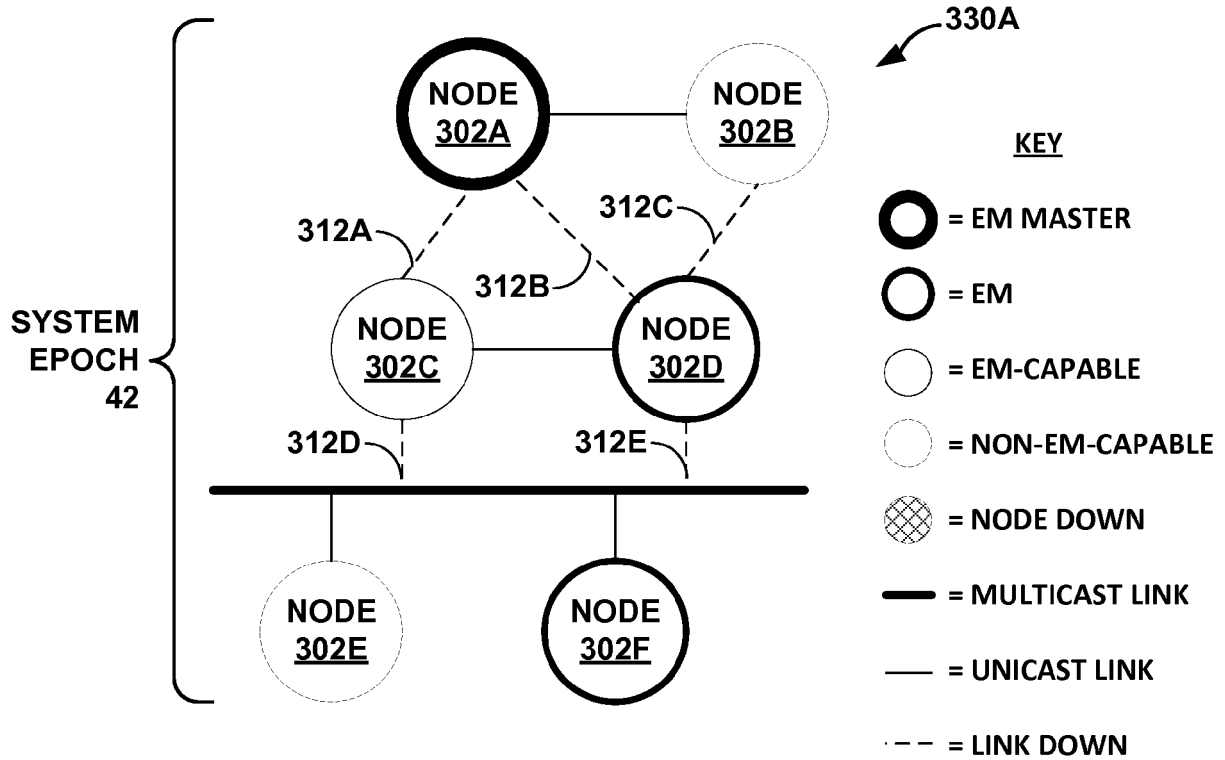 330A
NODE
302A
NODE
302B
KEY
312A
312B
312C
= EM MASTER
= EM
SYSTEM
EPOCH
42
NODE
302C
NODE
302D
= EM-CAPABLE
312D
312E
= NON-EM-CAPABLE
= NODE DOWN
NODE
302E
NODE
302F
= MULTICAST LINK
= UNICAST LINK
= LINK DOWN